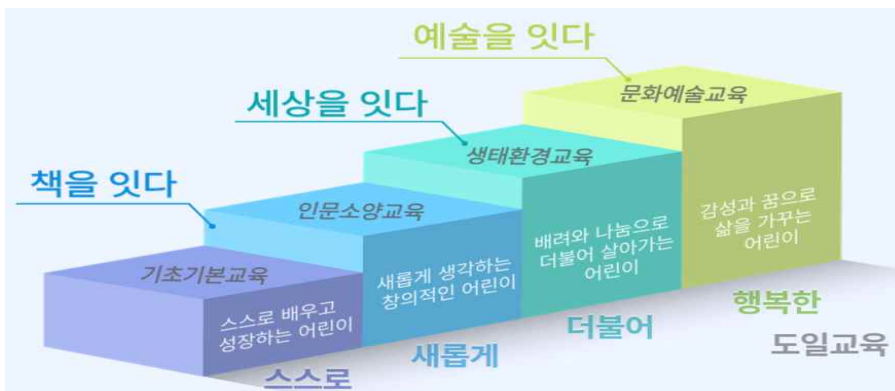 예술을 잇다
문화예술교육
세상을 잇다
생태환경교육
책을 잇다
인문소양교육
감성과 꿈으로
삶을 가꾸는
어린이
배려와 나눔으로
더불어 살아가는
어린이
기초기본교육
새롭게 생각하는
창의적인 어린이
스스로 배우고
성장하는 어린이
행복한
더불어
도일교육
새롭게
스스로